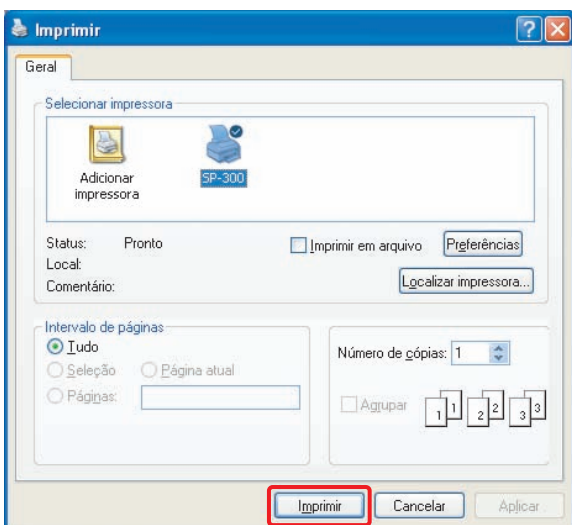 Imprimir
Geral
Selecionar impressora
Adicionar
impressora
SP-300
Status: Pronto
Imprimir em arquivo
Preferências
Local:
Localizar impressora...
Comentário:
Intervalo de páginas
Tudo
Seleção Página atual
Páginas:
Número de cópias: 1
Agrupar
1 1 2 2 3 3
Imprimir Cancelar Aplicar